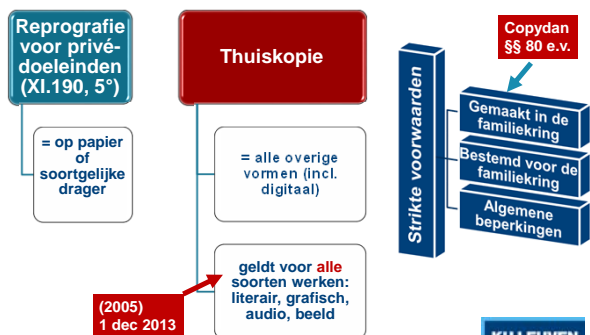 Reprografie
voor privé-
doeleinden
(XI.190, 5°)
= op papier
of
soortgelijke
drager
Thuiskopie
= alle overige
vormen (incl.
digitaal)
geldt voor alle
soorten werken:
literair, grafisch,
audio, beeld
(2005)
1 dec 2013
Copydan
§§ 80 e.v.
Strikte voorwaarden
Gemaakt in de
familiekring
Bestemd voor de
familiekring
Algemene
beperkingen
KU LEUVEN